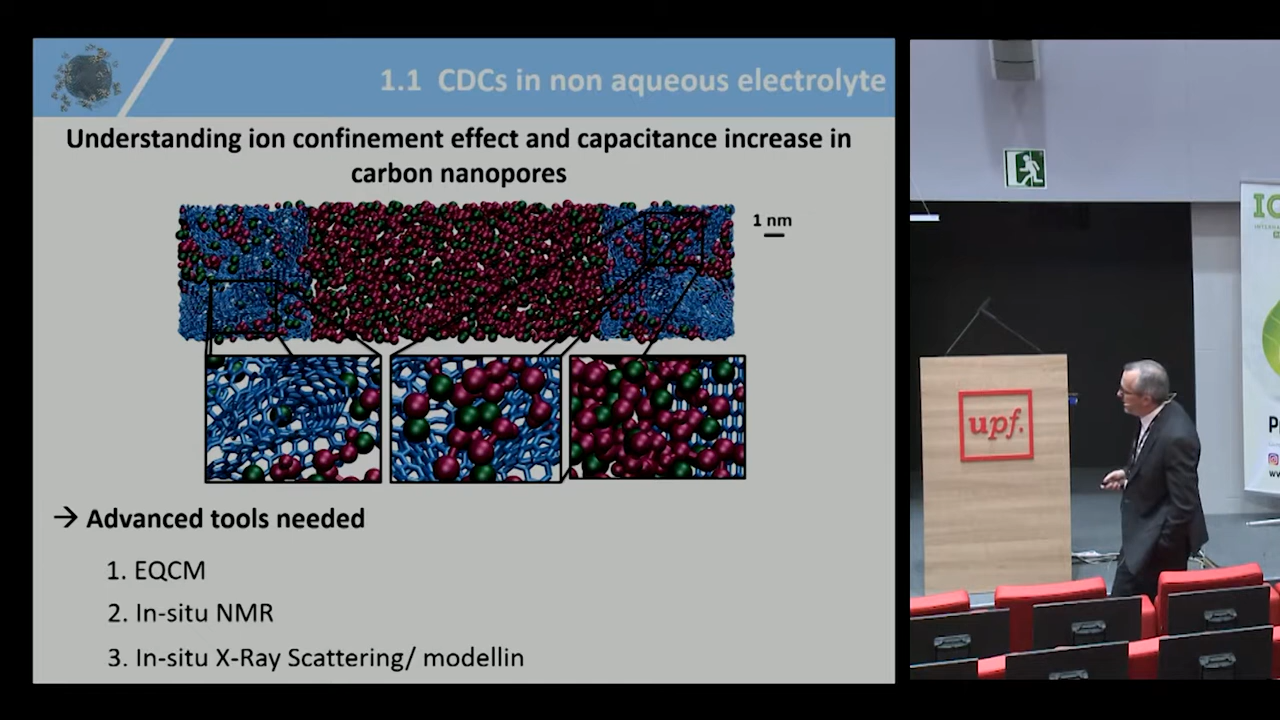 1.1 CDCs in non aqueous electrolyte
Understanding ion confinement effect and capacitance increase in
carbon nanopores
1 nm
→ Advanced tools needed
1. EQCM
2. In-situ NMR
3. In-situ X-Ray Scattering/ modellin
upf.